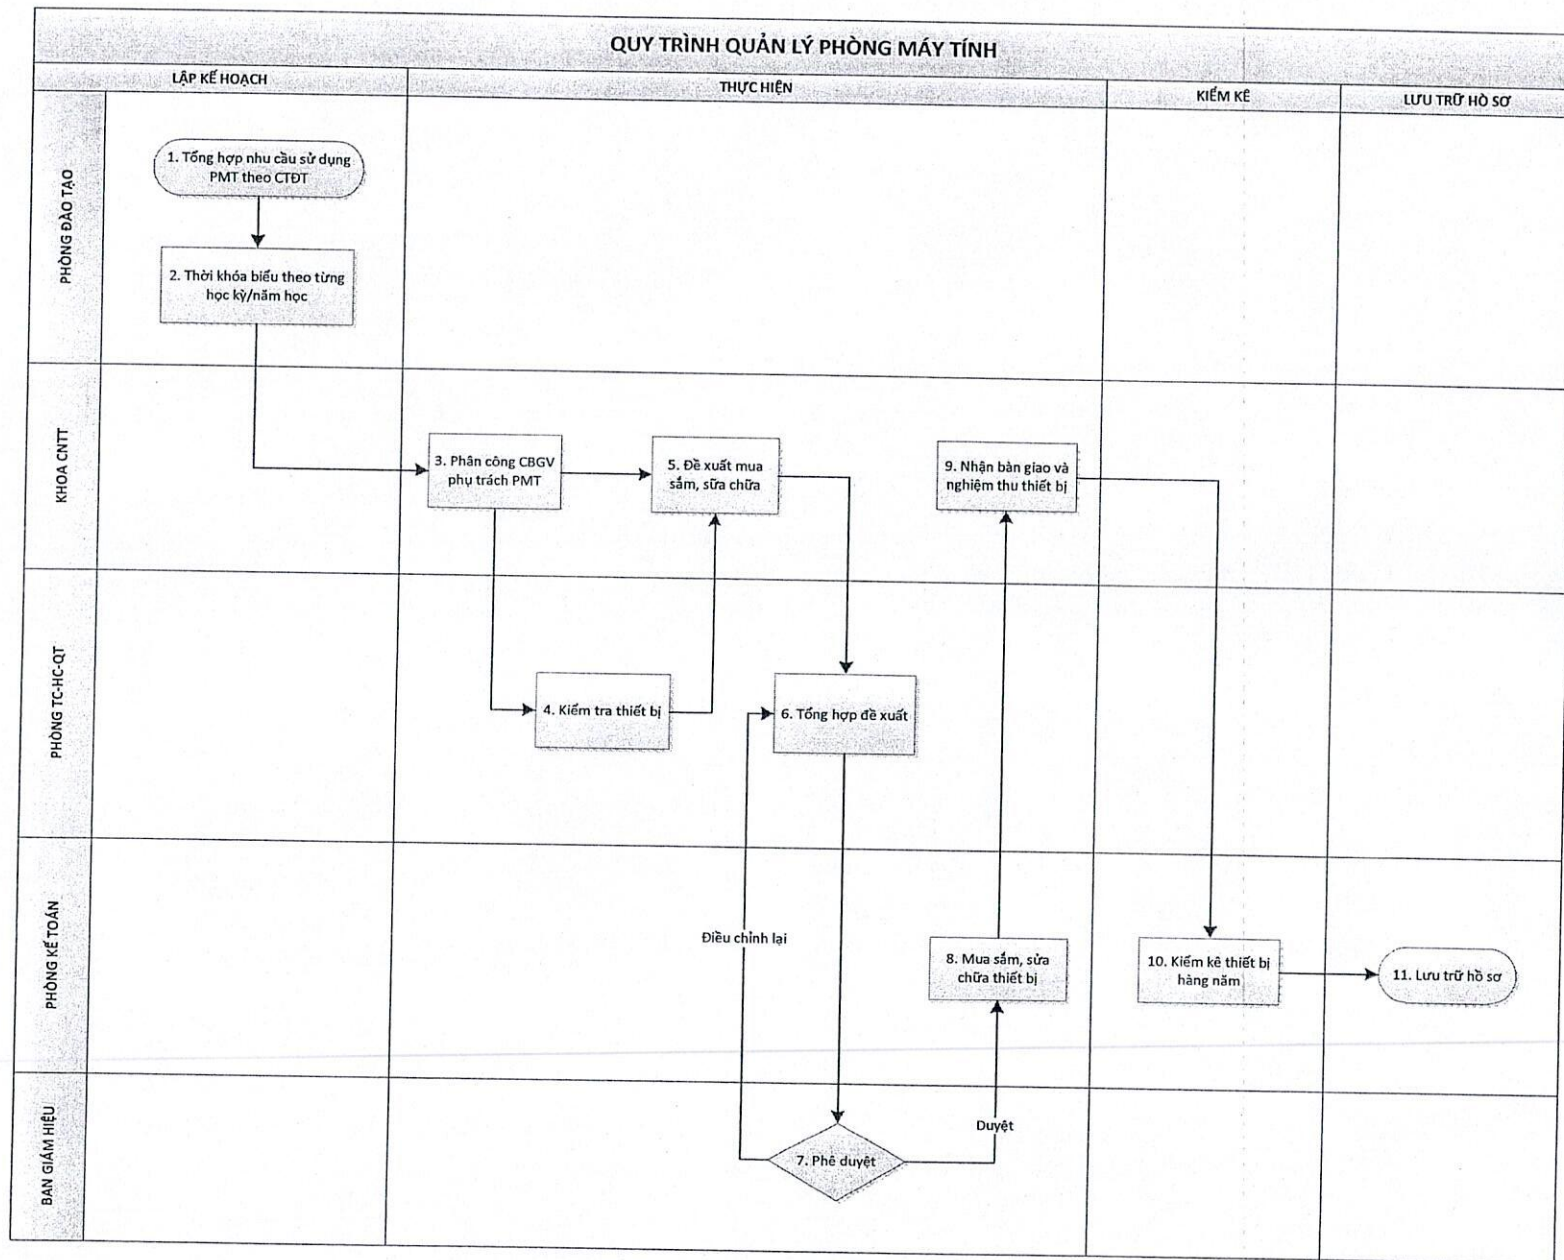 QUY TRÌNH QUẢN LÝ PHÒNG MÁY TÍNH
LẬP KẾ HOẠCH
THỰC HIỆN
KIỂM KÊ
LƯU TRỮ HỒ SƠ
PHÒNG ĐÀO TẠO
1. Tổng hợp nhu cầu sử dụng
PMT theo CTĐT
2. Thời khóa biểu theo từng
học kỳ/năm học
KHOA CNTT
3. Phân công CBGV
phụ trách PMT
5. Đề xuất mua
sắm, sữa chữa
9. Nhận bàn giao và
nghiệm thu thiết bị
PHÒNG TC-HC-QT
4. Kiểm tra thiết bị
6. Tổng hợp đề xuất
PHÒNG KẾ TOÁN
Điều chỉnh lại
8. Mua sắm, sửa
chữa thiết bị
10. Kiểm kê thiết bị
hàng năm
11. Lưu trữ hồ sơ
BAN GIÁM HIỆU
7. Phê duyệt
Duyệt